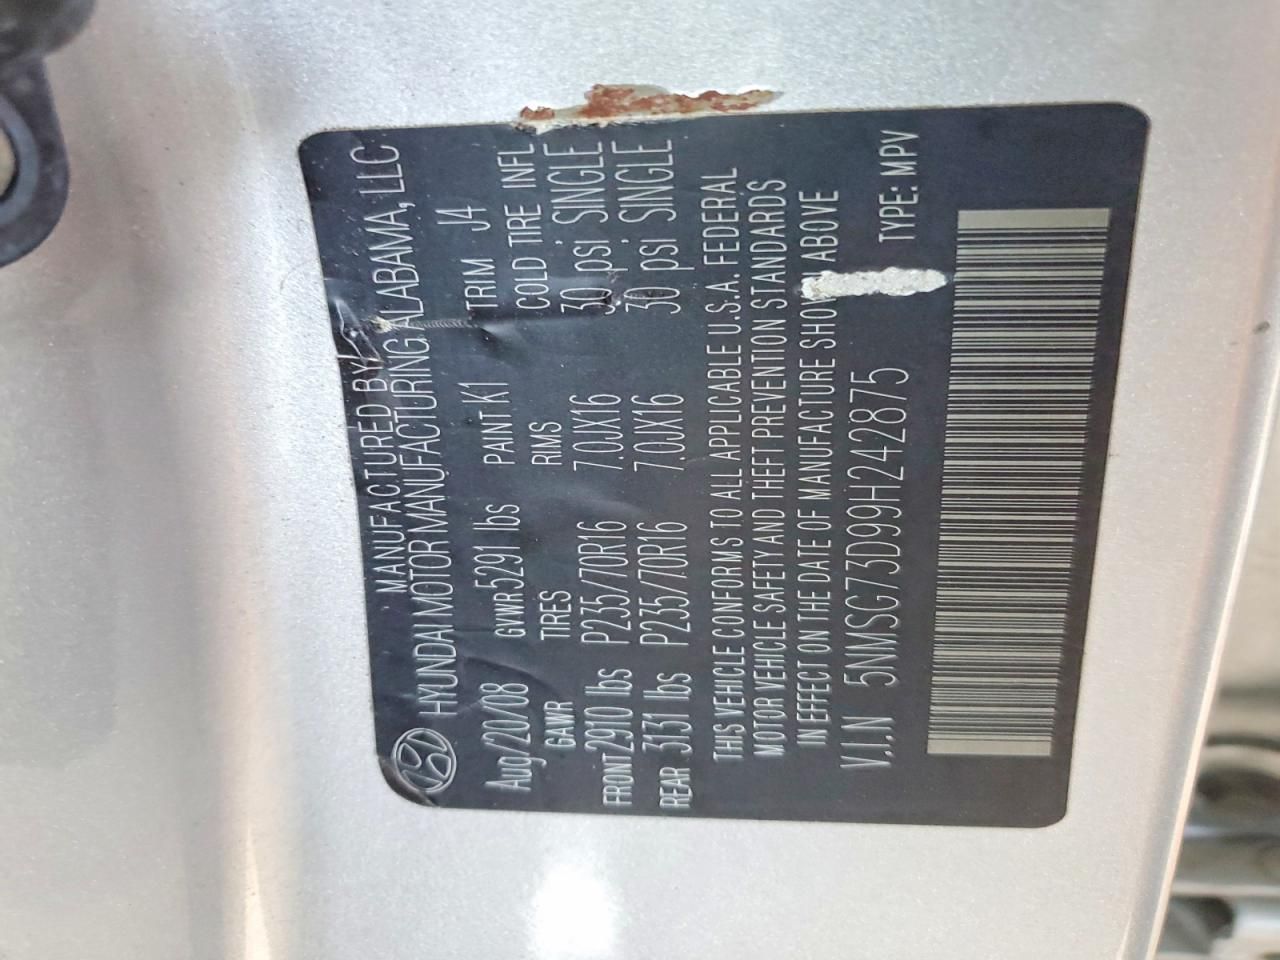 MANUFACTURED BY
HYUNDAI MOTOR MANUFACTURING ALABAMA, LLC
Aug/20/08 GVWR 5291 lbs PAINT K1 TRIM J4
GAWR TIRES RIMS COLD TIRE INFL
FRONT 2910 lbs P235/70R16 7.0JX16 30 psi SINGLE
REAR 3131 lbs P235/70R16 7.0JX16 30 psi SINGLE
THIS VEHICLE CONFORMS TO ALL APPLICABLE U.S.A. FEDERAL
MOTOR VEHICLE SAFETY AND THEFT PREVENTION STANDARDS
IN EFFECT ON THE DATE OF MANUFACTURE SHOWN ABOVE
V.I.N 5NMSG73D99H242875 TYPE: MPV